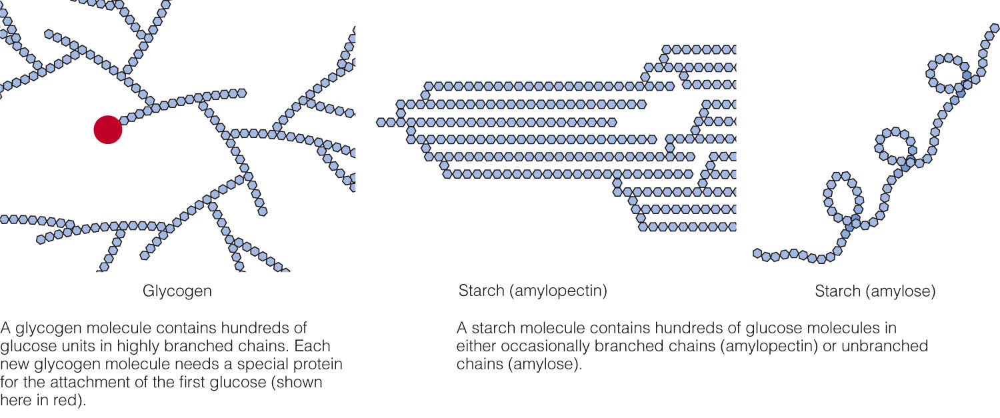 Glycogen
Starch (amylopectin)
Starch (amylose)
A glycogen molecule contains hundreds of
glucose units in highly branched chains. Each
new glycogen molecule needs a special protein
for the attachment of the first glucose (shown
here in red).
A starch molecule contains hundreds of glucose molecules in
either occasionally branched chains (amylopectin) or unbranched
chains (amylose).